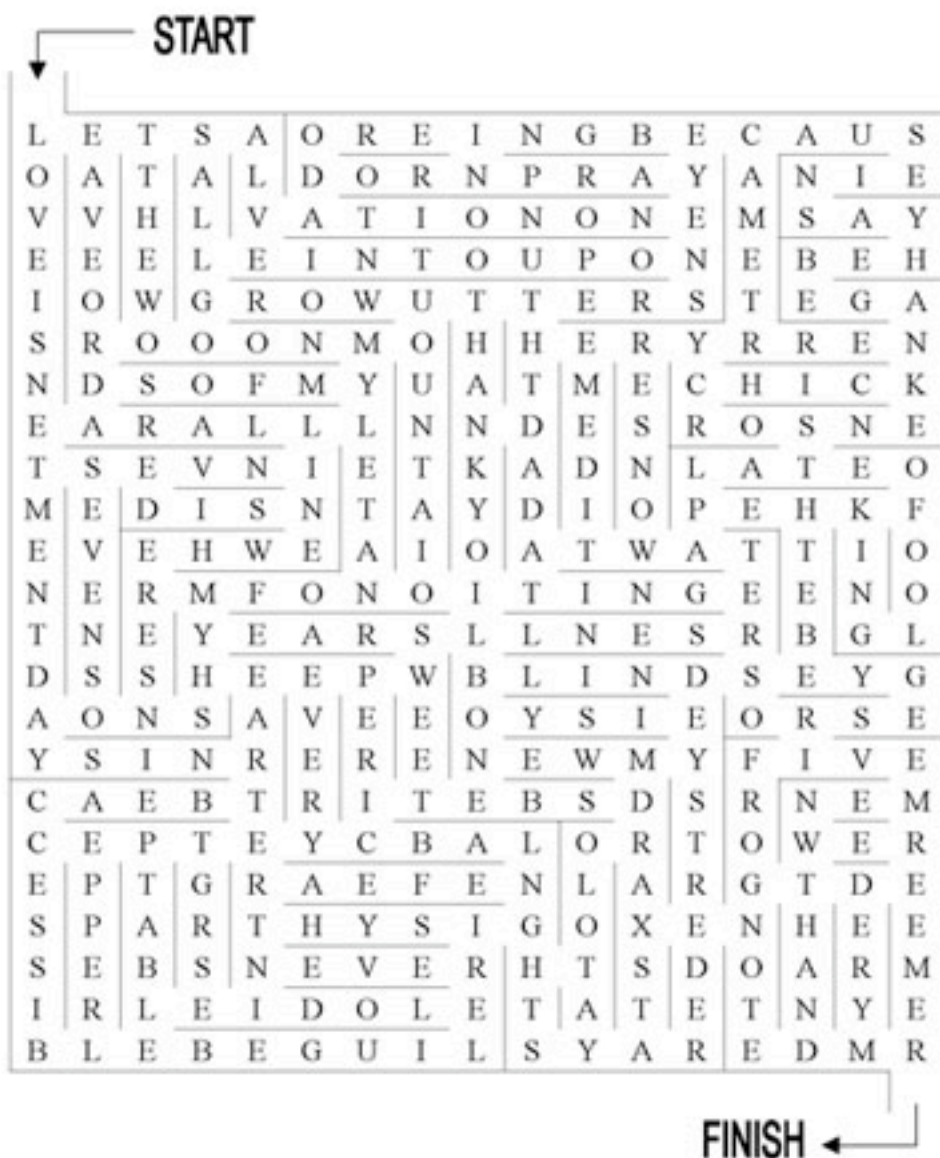 START
L E T S A O R E I N G B E C A U S
O A T A L D O R N P R A Y A N I E
V V H L V A T I O N O N E M S A Y
E E E L E I N T O U P O N E B E H
I O W G R O W U T T E R S T E G A
S R O O O N M O H H E R Y R R E N
N D S O F M Y U A T M E C H I C K
E A R A L L L N N D E S R O S N E
T S E V N I E T K A D N L A T E O
M E D I S N T A Y D I O P E H K F
E V E H W E A I O A T W A T T I O
N E R M F O N O I T I N G E E N O
T N E Y E A R S L L N E S R B G L
D S S H E E P W B L I N D S E Y G
A O N S A V E E O Y S I E O R S E
Y S I N R E R E N E W M Y F I V E
C A E B T R I T E B S D S R N E M
C E P T E Y C B A L O R T O W E R
E P T G R A E F E N L A R G T D E
S P A R T H Y S I G O X E N H E E
S E B S N E V E R H T S D O A R M
I R L E I D O L E T A T E T N Y E
B L E B E G U I L S Y A R E D M R
FINISH